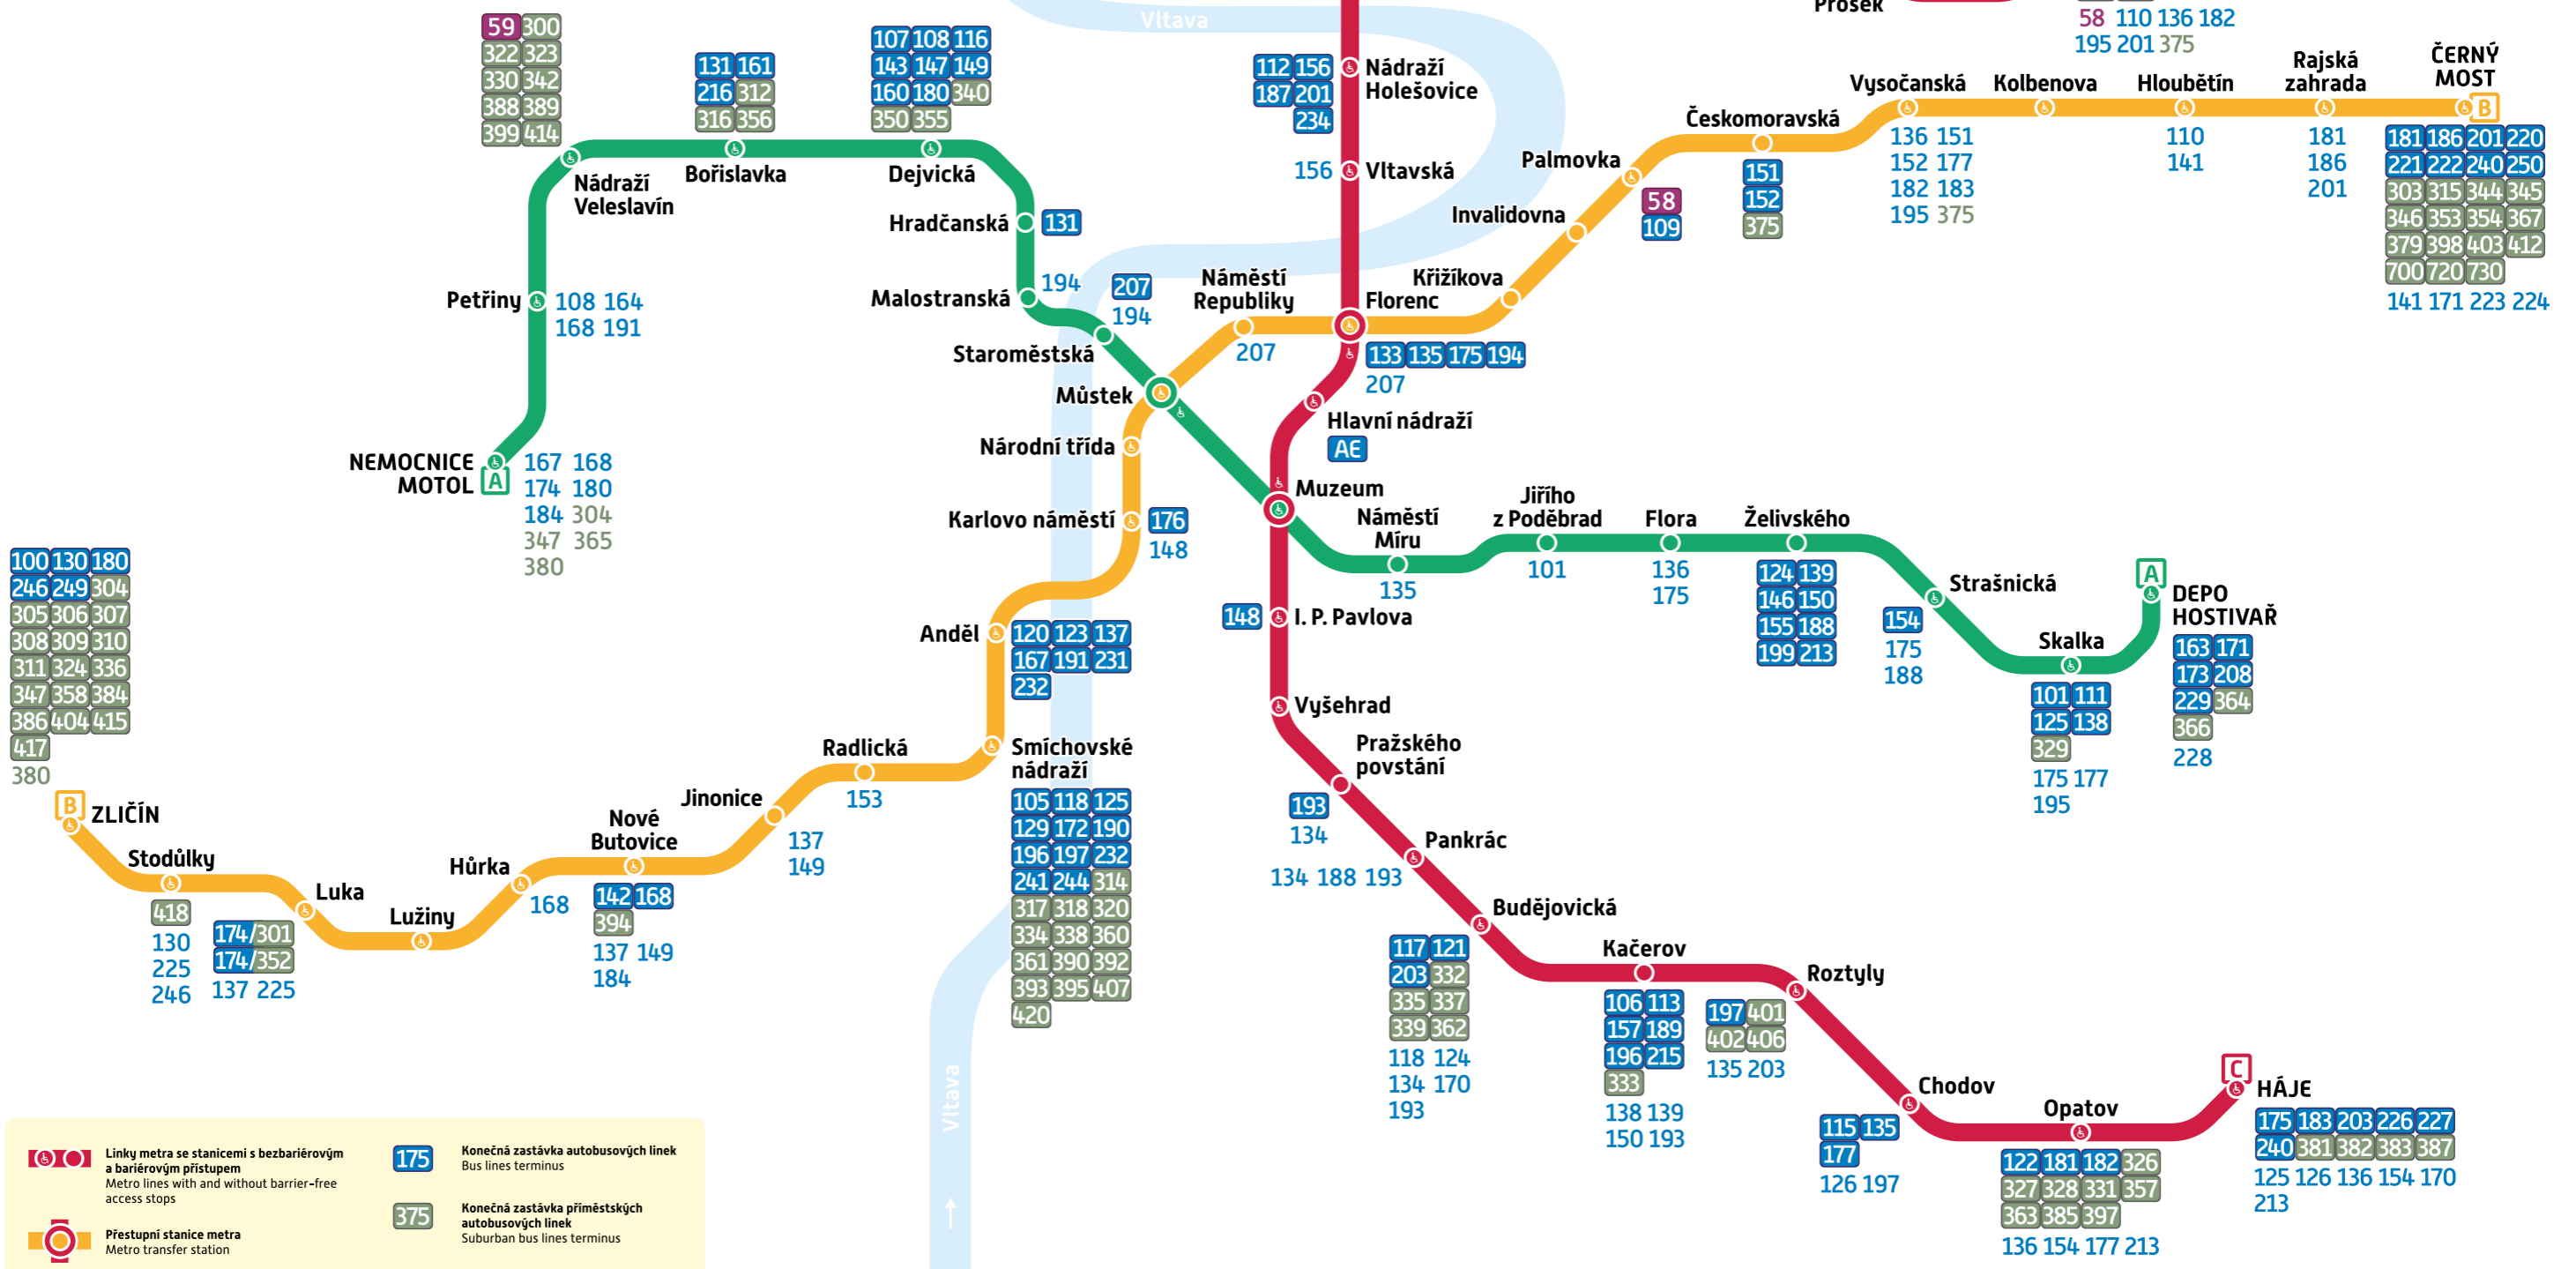 Vltava
Prosek
58 110 136 182
195 201 375
59 300
322 323
330 342
388 389
399 414
Nádraží
Veleslavín
131 161
216 312
316 356
Bořislavka
107 108 116
143 147 149
160 180 340
350 355
Dejvická
Hradčanská
131
Malostranská
194
207
194
Staroměstská
Petřiny
108 164
168 191
NEMOCNICE
MOTOL
A
167 168
174 180
184 304
347 365
380
112 156
187 201
234
Nádraží
Holešovice
156
Vltavská
Náměstí
Republiky
207
Florenc
133 135 175 194
207
Křižíkova
Invalidovna
Palmovka
58
109
Českomoravská
151
152
375
Vysočanská
136 151
152 177
182 183
195 375
Kolbenova
Hloubětín
110
141
Rajská
zahrada
181
186
201
ČERNÝ
MOST
B
181 186 201 220
221 222 240 250
303 315 344 345
346 353 354 367
379 398 403 412
700 720 730
141 171 223 224
Můstek
Národní třída
Karlovo náměstí
176
148
Hlavní nádraží
AE
Muzeum
Náměstí
Míru
135
Jiřího
z Poděbrad
101
Flora
136
175
Želivského
124 139
146 150
155 188
199 213
Strašnická
154
175
188
Skalka
101 111
125 138
329
175 177
195
A
DEPO
HOSTIVAŘ
163 171
173 208
229 364
366
228
100 130 180
246 249 304
305 306 307
308 309 310
311 324 336
347 358 384
386 404 415
417
380
B
ZLIČÍN
Stodůlky
418
130
225
246
Luka
174/301
174/352
137 225
Lužiny
Hůrka
168
Nové
Butovice
142 168
394
137 149
184
Jinonice
137
149
Radlická
153
Anděl
120 123 137
167 191 231
232
Smíchovské
nádraží
105 118 125
129 172 190
196 197 232
241 244 314
317 318 320
334 338 360
361 390 392
393 395 407
420
148
I. P. Pavlova
Vyšehrad
Pražského
povstání
193
134
Pankrác
134 188 193
Budějovická
117 121
203 332
335 337
339 362
118 124
134 170
193
Kačerov
106 113
157 189
196 215
333
138 139
150 193
Roztyly
197 401
402 406
135 203
Chodov
115 135
177
126 197
Opatov
122 181 182 326
327 328 331 357
363 385 397
136 154 177 213
C
HÁJE
175 183 203 226 227
240 381 382 383 387
125 126 136 154 170
213
Vltava
Linky metra se stanicemi s bezbariérovým
a bariérovým přístupem
Metro lines with and without barrier-free
access stops
Přestupní stanice metra
Metro transfer station
175
Konečná zastávka autobusových linek
Bus lines terminus
375
Konečná zastávka příměstských
autobusových linek
Suburban bus lines terminus